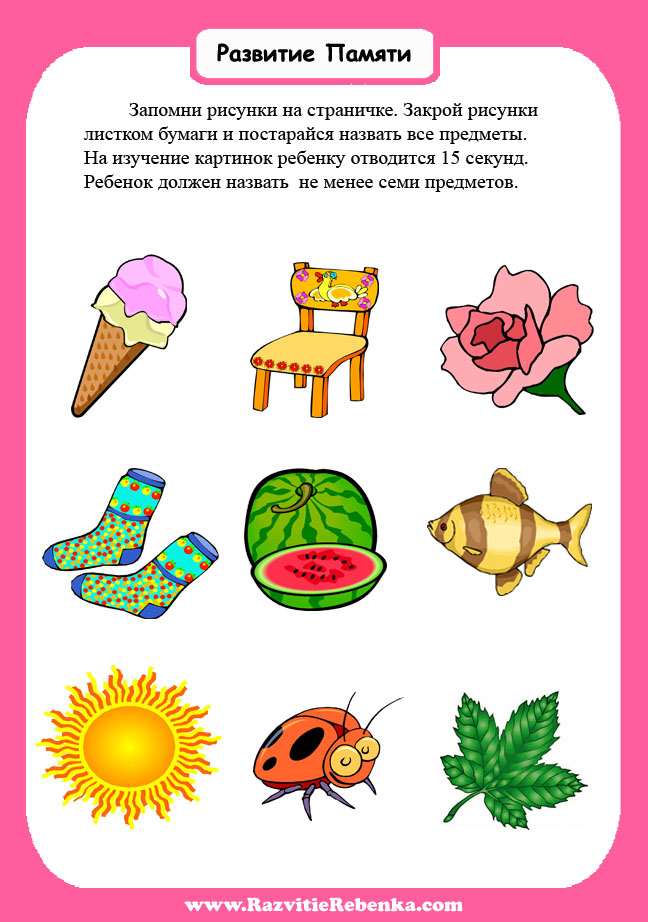 Развитие Памяти
Запомни рисунки на страничке. Закрой рисунки
листком бумаги и постарайся назвать все предметы.
На изучение картинок ребенку отводится 15 секунд.
Ребенок должен назвать  не менее семи предметов.
www.RazvitieRebenka.com